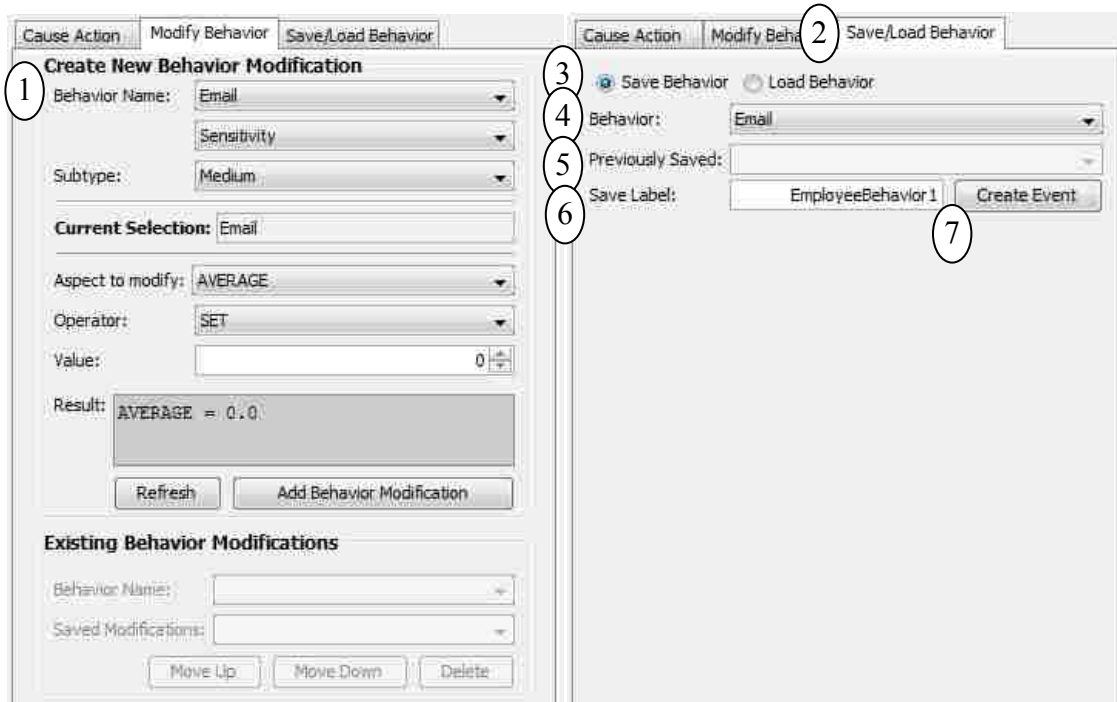 Cause Action Modify Behavior Save/Load Behavior
Create New Behavior Modification
1
Behavior Name: Email
Sensitivity
Subtype: Medium
Current Selection: Email
Aspect to modify: AVERAGE
Operator: SET
Value: 0
Result: AVERAGE = 0.0
Refresh Add Behavior Modification
Existing Behavior Modifications
Behavior Name:
Saved Modifications:
Move Up Move Down Delete
Cause Action Modify Beha 2 Save/Load Behavior
3 Save Behavior Load Behavior
4 Behavior: Email
5 Previously Saved:
6 Save Label: EmployeeBehavior1 Create Event
7